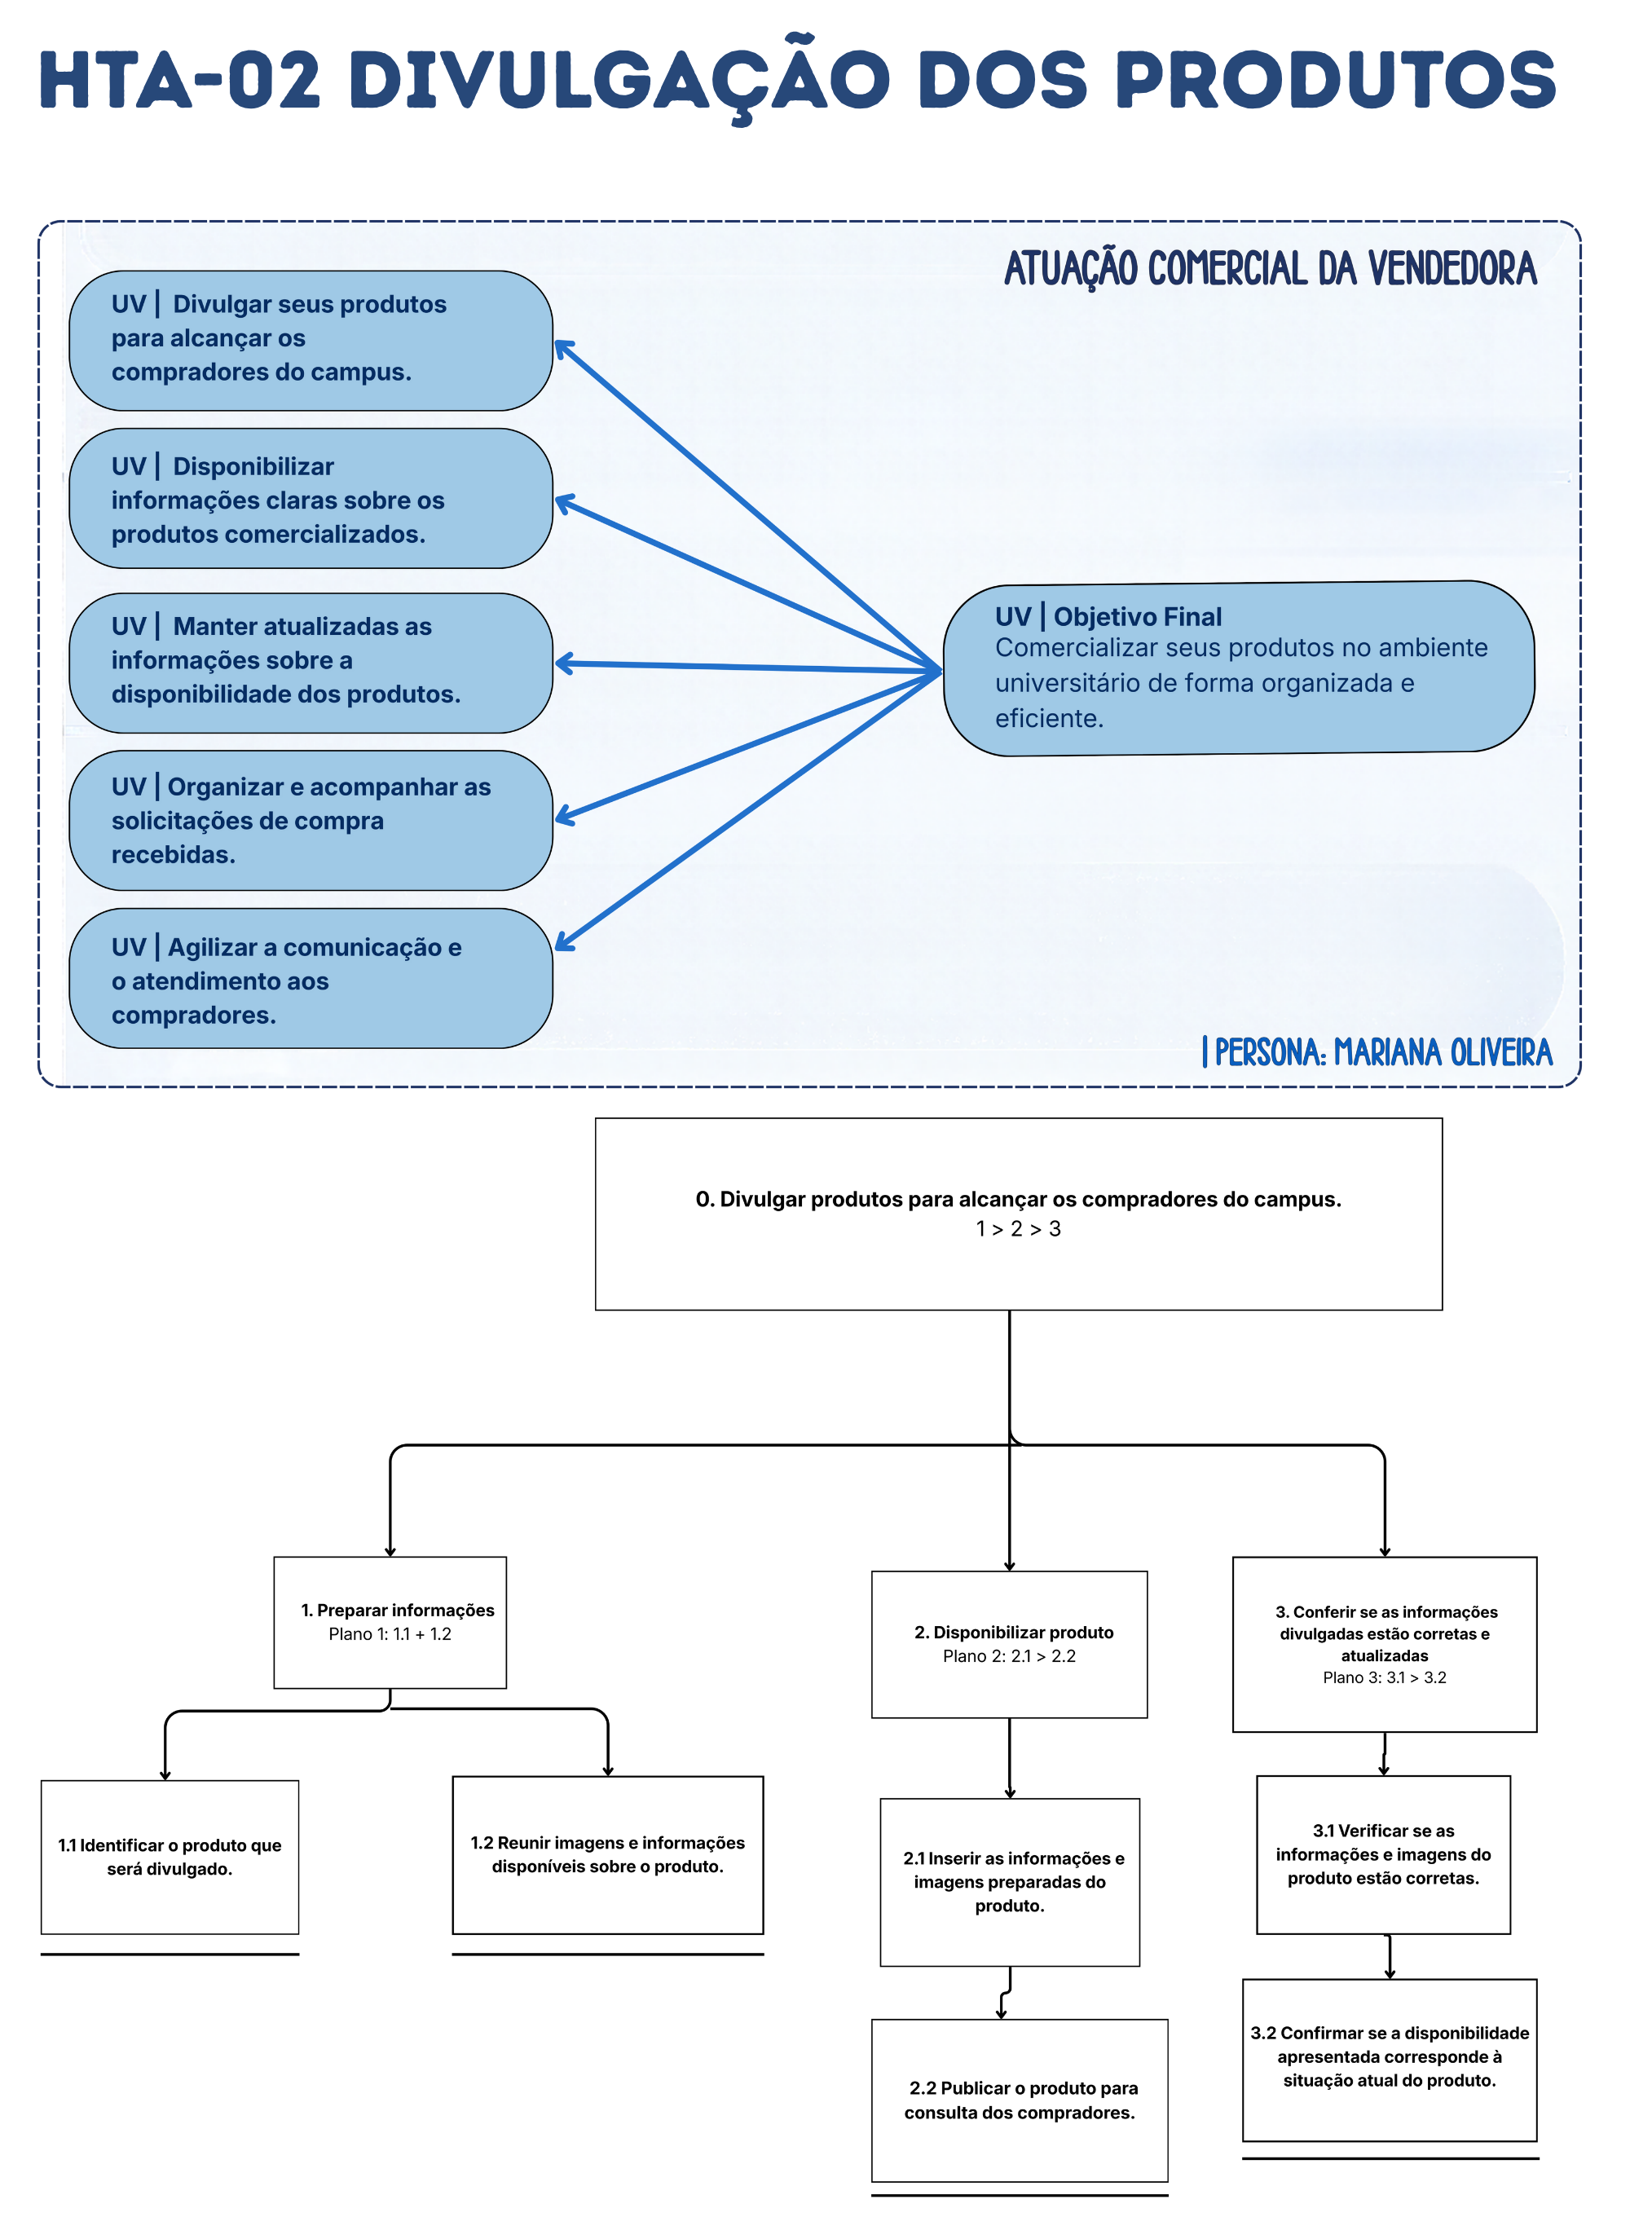 HTA-02 DIVULGAÇÃO DOS PRODUTOS
ATUAÇÃO COMERCIAL DA VENDEDORA
UV | Divulgar seus produtos
para alcançar os
compradores do campus.
UV | Disponibilizar
informações claras sobre os
produtos comercializados.
UV | Manter atualizadas as
informações sobre a
disponibilidade dos produtos.
UV | Organizar e acompanhar as
solicitações de compra
recebidas.
UV | Agilizar a comunicação e
o atendimento aos
compradores.
UV | Objetivo Final
Comercializar seus produtos no ambiente
universitário de forma organizada e
eficiente.
| PERSONA: MARIANA OLIVEIRA
0. Divulgar produtos para alcançar os compradores do campus.
1 > 2 > 3
1. Preparar informações
Plano 1: 1.1 + 1.2
2. Disponibilizar produto
Plano 2: 2.1 > 2.2
3. Conferir se as informações
divulgadas estão corretas e
atualizadas
Plano 3: 3.1 > 3.2
1.1 Identificar o produto que
será divulgado.
1.2 Reunir imagens e informações
disponíveis sobre o produto.
2.1 Inserir as informações e
imagens preparadas do
produto.
3.1 Verificar se as
informações e imagens do
produto estão corretas.
2.2 Publicar o produto para
consulta dos compradores.
3.2 Confirmar se a disponibilidade
apresentada corresponde à
situação atual do produto.